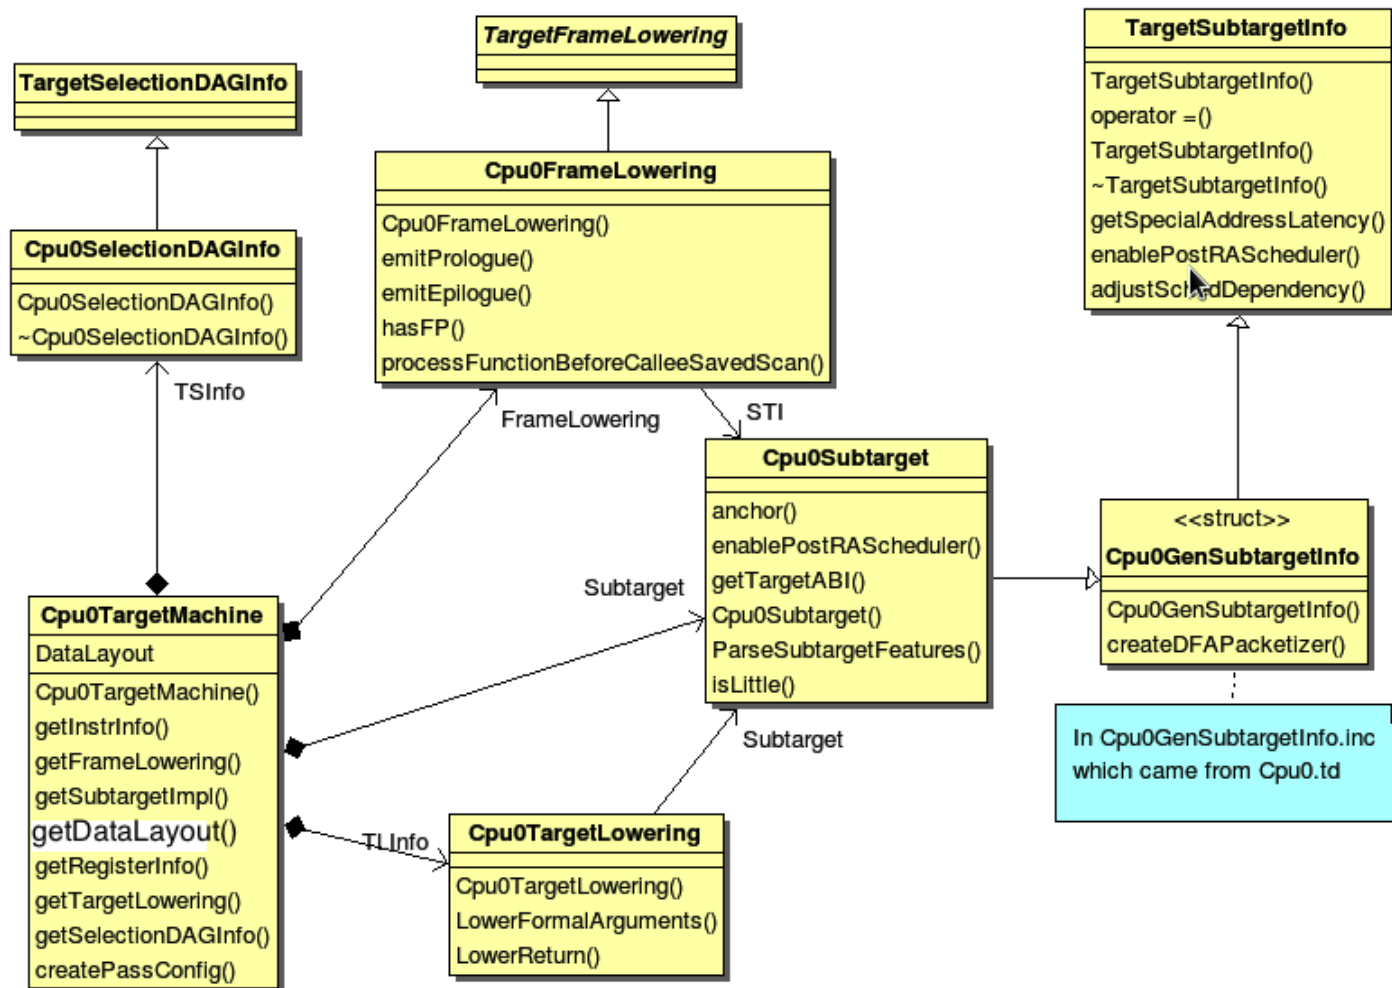 TargetSelectionDAGInfo
Cpu0SelectionDAGInfo
Cpu0SelectionDAGInfo()
~Cpu0SelectionDAGInfo()
TSInfo
TargetFrameLowering
Cpu0FrameLowering
Cpu0FrameLowering()
emitPrologue()
emitEpilogue()
hasFP()
processFunctionBeforeCalleeSavedScan()
FrameLowering
STI
TargetSubtargetInfo
TargetSubtargetInfo()
operator =()
TargetSubtargetInfo()
~TargetSubtargetInfo()
getSpecialAddressLatency()
enablePostRAScheduler()
adjustSchedDependency()
Cpu0Subtarget
anchor()
enablePostRAScheduler()
getTargetABI()
Cpu0Subtarget()
ParseSubtargetFeatures()
isLittle()
Subtarget
Subtarget
<<struct>>
Cpu0GenSubtargetInfo
Cpu0GenSubtargetInfo()
createDFAPacketizer()
In Cpu0GenSubtargetInfo.inc
which came from Cpu0.td
Cpu0TargetMachine
DataLayout
Cpu0TargetMachine()
getInstrInfo()
getFrameLowering()
getSubtargetImpl()
getDataLayout()
getRegisterInfo()
getTargetLowering()
getSelectionDAGInfo()
createPassConfig()
TLInfo
Cpu0TargetLowering
Cpu0TargetLowering()
LowerFormalArguments()
LowerReturn()